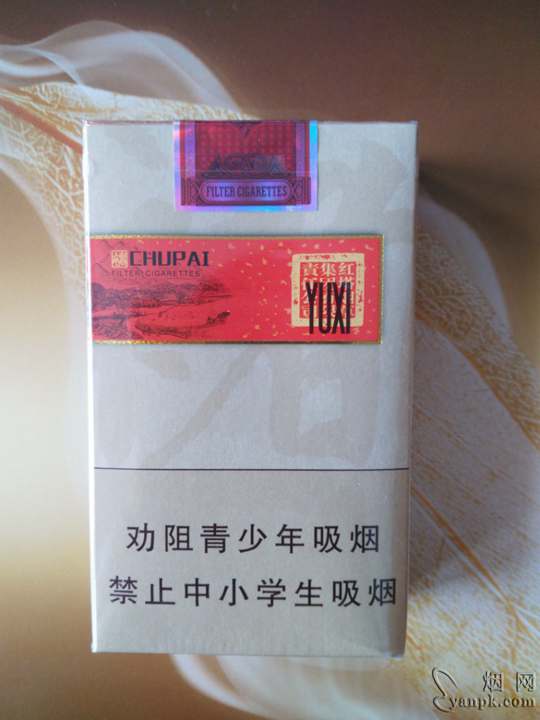 FILTER CIGARETTES
CHUPAI
FILTER CIGARETTES
YUXI
劝阻青少年吸烟
禁止中小学生吸烟
烟网
yanpk.com